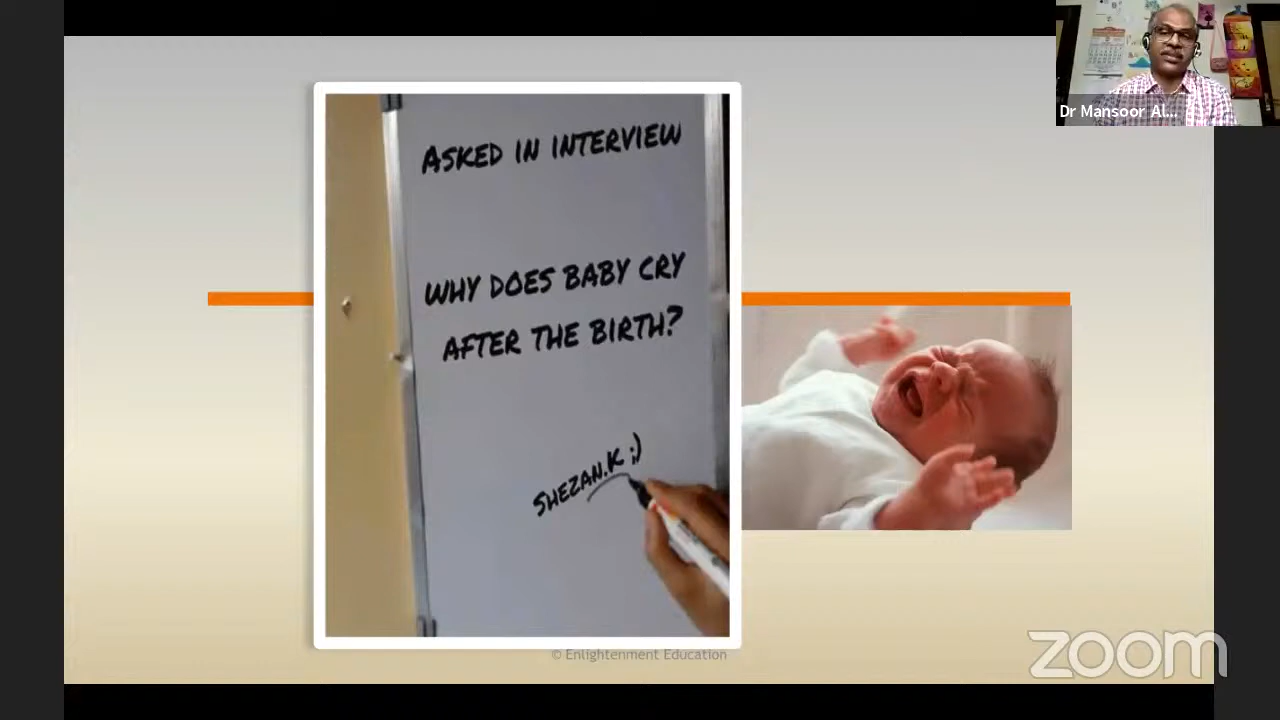 Dr Mansoor Al...
ASKED IN INTERVIEW
WHY DOES BABY CRY
AFTER THE BIRTH?
SHEZAN.K ;)
© Enlightenment Education
zoom